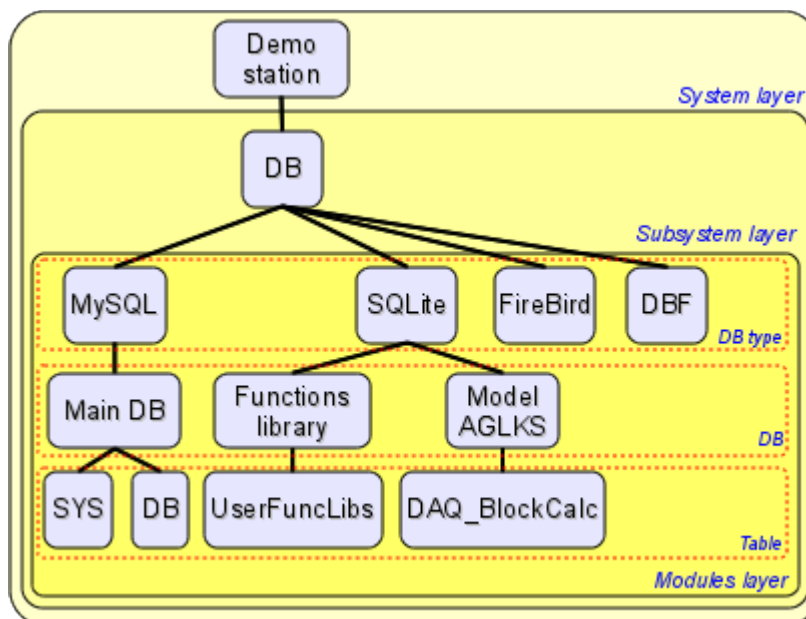 Demo
station
System layer
DB
Subsystem layer
MySQL
SQLite
FireBird
DBF
DB type
Main DB
Functions
library
Model
AGLKS
DB
SYS
DB
UserFuncLibs
DAQ_BlockCalc
Table
Modules layer